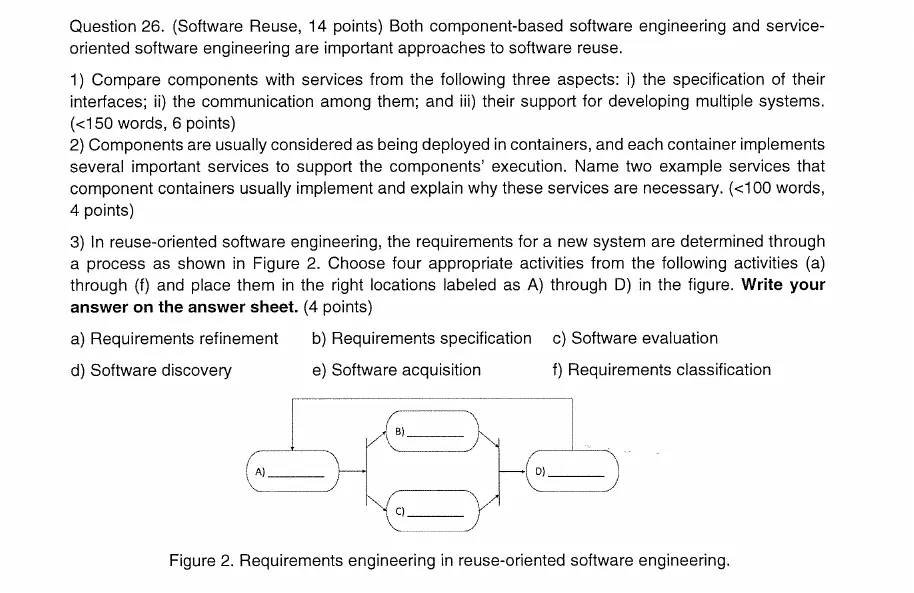 Question 26. (Software Reuse, 14 points) Both component-based software engineering and service-
oriented software engineering are important approaches to software reuse.
1) Compare components with services from the following three aspects: i) the specification of their
interfaces; ii) the communication among them; and iii) their support for developing multiple systems.
(<150 words, 6 points)
2) Components are usually considered as being deployed in containers, and each container implements
several important services to support the components' execution. Name two example services that
component containers usually implement and explain why these services are necessary. (<100 words,
4 points)
3) In reuse-oriented software engineering, the requirements for a new system are determined through
a process as shown in Figure 2. Choose four appropriate activities from the following activities (a)
through (f) and place them in the right locations labeled as A) through D) in the figure. Write your
answer on the answer sheet. (4 points)
a) Requirements refinement b) Requirements specification c) Software evaluation
d) Software discovery e) Software acquisition f) Requirements classification
B) ________
A) ________ D) ________
C) ________
Figure 2. Requirements engineering in reuse-oriented software engineering.